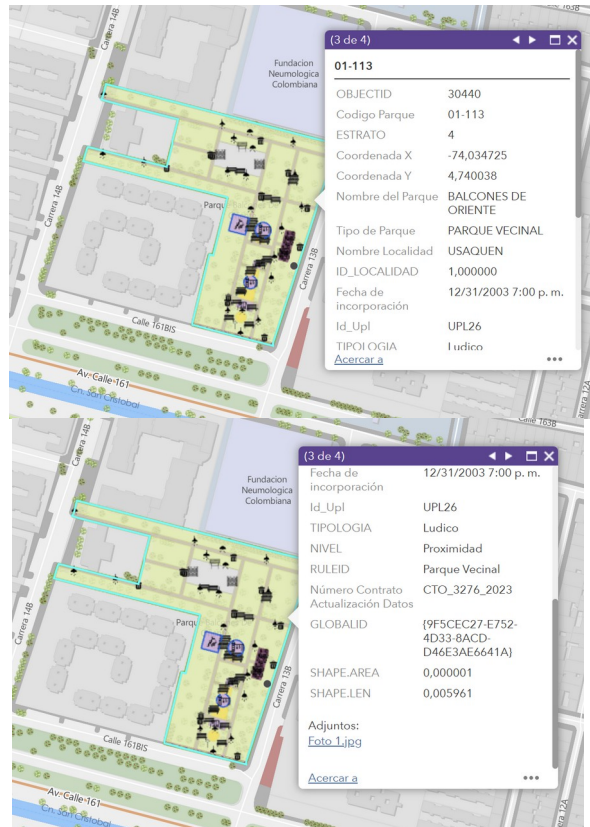 163B
Carrera 14B
Fundacion
Neumologica
Colombiana
Parqu
Carrera 14B
Carrera 13B
Calle 161BIS
Av. Calle 161
Cn. San Cristobal
Carrera 12A
(3 de 4)
01-113
OBJECTID 30440
Codigo Parque 01-113
ESTRATO 4
Coordenada X -74,034725
Coordenada Y 4,740038
Nombre del Parque BALCONES DE
ORIENTE
Tipo de Parque PARQUE VECINAL
Nombre Localidad USAQUEN
ID_LOCALIDAD 1,000000
Fecha de 12/31/2003 7:00 p. m.
incorporación
Id_Upl UPL26
TIPOLOGIA Ludico
Acercar a
Calle 163B
Carrera 14B
Fundacion
Neumologica
Colombiana
Parqu
Carrera 14B
Carrera 13B
Calle 161BIS
Av. Calle 161
Cn. San Cristobal
Carrera 12A
(3 de 4)
Fecha de 12/31/2003 7:00 p. m.
incorporación
Id_Upl UPL26
TIPOLOGIA Ludico
NIVEL Proximidad
RULEID Parque Vecinal
Número Contrato CTO_3276_2023
Actualización Datos
GLOBALID {9F5CEC27-E752-
4D33-8ACD-
D46E3AE6641A}
SHAPE.AREA 0,000001
SHAPE.LEN 0,005961
Adjuntos:
Foto 1.jpg
Acercar a